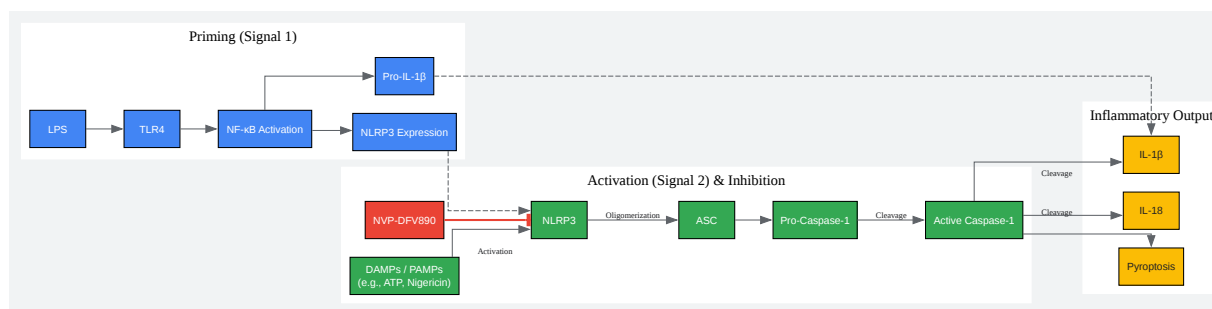 Priming (Signal 1)
Pro-IL-1β
LPS
TLR4
NF-κB Activation
NLRP3 Expression
Inflammatory Output
IL-1β
Cleavage
Activation (Signal 2) & Inhibition
NVP-DFV890
NLRP3
Oligomerization
ASC
Pro-Caspase-1
Cleavage
Active Caspase-1
Cleavage
IL-18
Activation
DAMPs / PAMPs
(e.g., ATP, Nigericin)
Pyroptosis